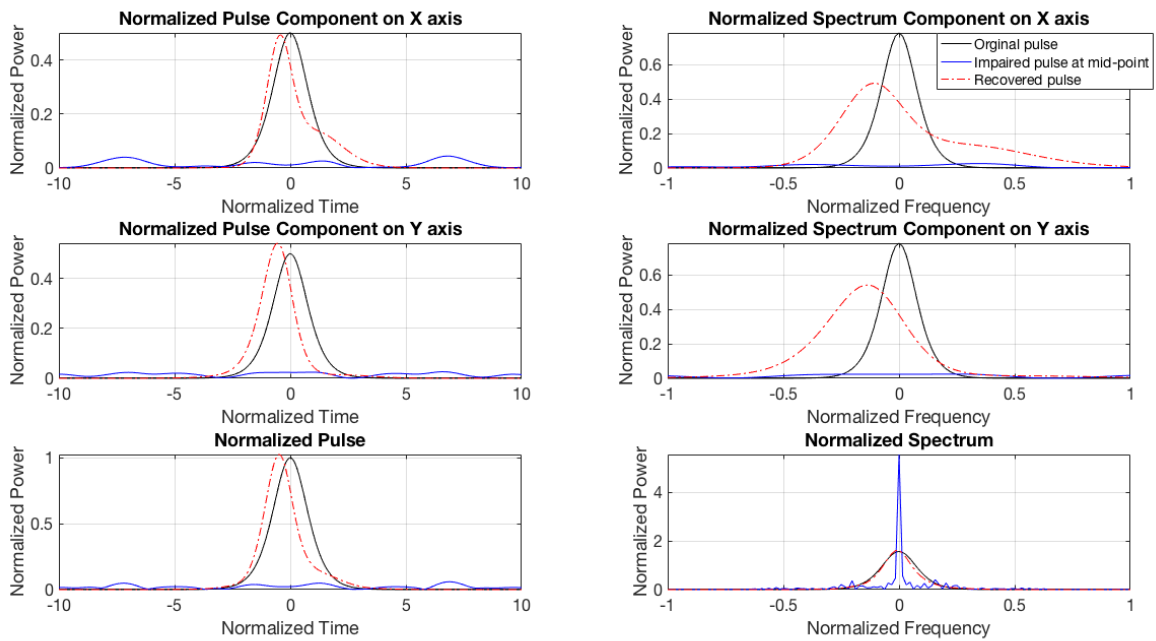 Normalized Pulse Component on X axis
Normalized Power
0.4
0.2
0
-10
-5
0
5
10
Normalized Time
Normalized Spectrum Component on X axis
Orginal pulse
Impaired pulse at mid-point
Recovered pulse
Normalized Power
0.6
0.4
0.2
0
-1
-0.5
0
0.5
1
Normalized Frequency
Normalized Pulse Component on Y axis
Normalized Power
0.4
0.2
0
-10
-5
0
5
10
Normalized Time
Normalized Spectrum Component on Y axis
Normalized Power
0.6
0.4
0.2
0
-1
-0.5
0
0.5
1
Normalized Frequency
Normalized Pulse
Normalized Power
1
0.5
0
-10
-5
0
5
10
Normalized Time
Normalized Spectrum
Normalized Power
4
2
0
-1
-0.5
0
0.5
1
Normalized Frequency